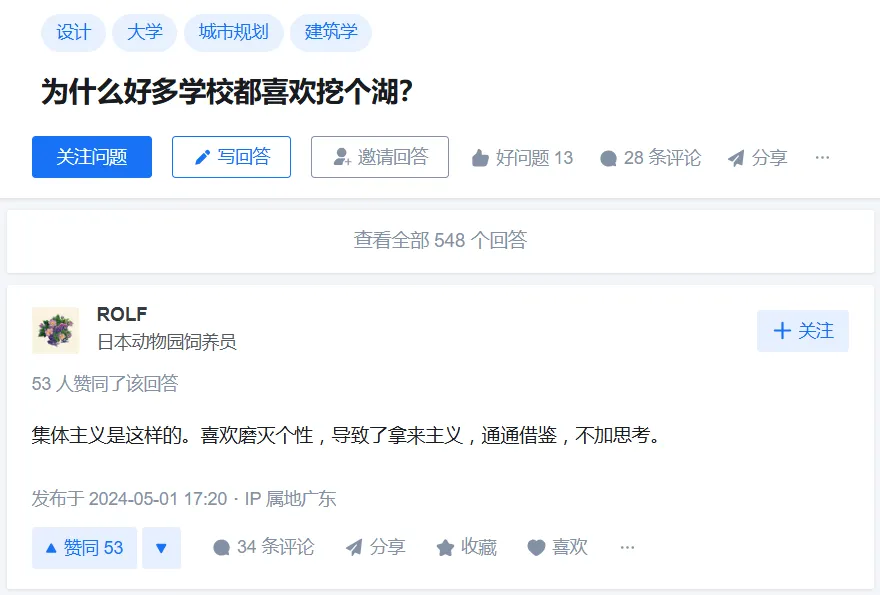 设计 大学 城市规划 建筑学
为什么好多学校都喜欢挖个湖?
关注问题 写回答 邀请回答 好问题 13 28 条评论 分享 ···
查看全部 548 个回答
ROLF
日本动物园饲养员
+ 关注
53 人赞同了该回答
集体主义是这样的。喜欢磨灭个性，导致了拿来主义，通通借鉴，不加思考。
发布于 2024-05-01 17:20 · IP 属地广东
▲ 赞同 53 ▼ 34 条评论 分享 收藏 喜欢 ···